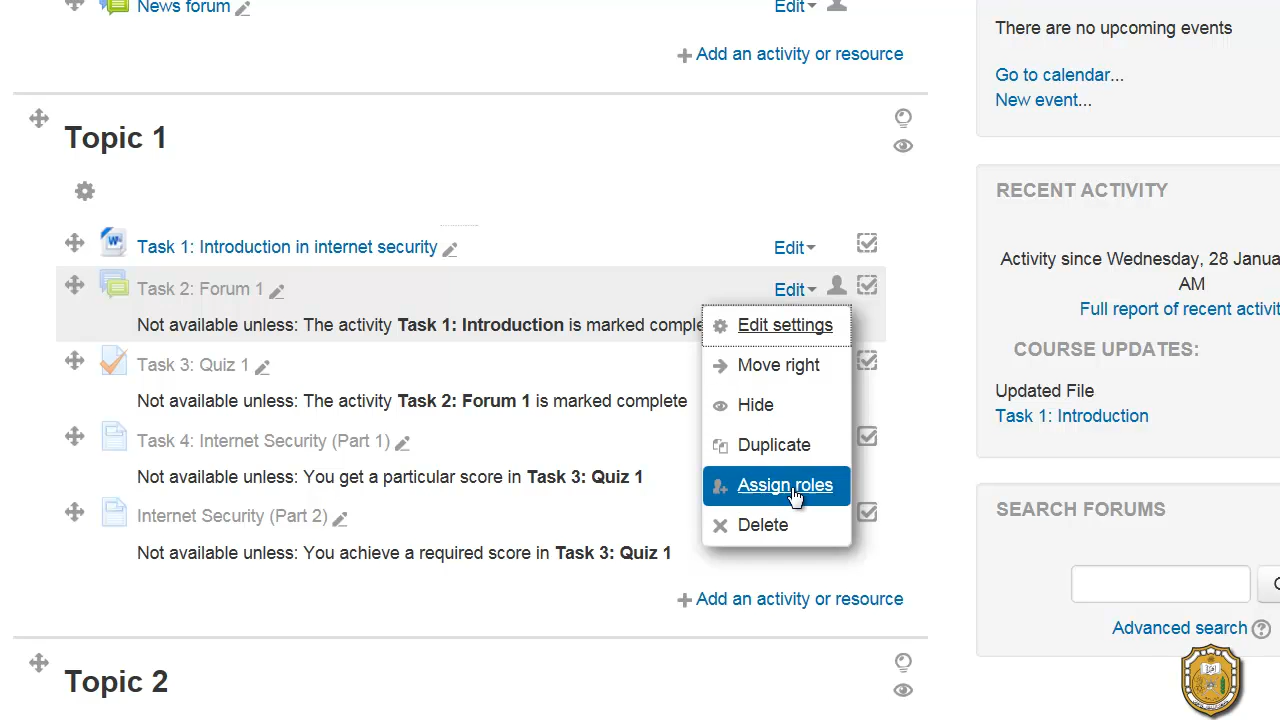 News forum
Edit
Add an activity or resource
Topic 1
Task 1: Introduction in internet security
Edit
Task 2: Forum 1
Edit
Not available unless: The activity Task 1: Introduction is marked comple
Task 3: Quiz 1
Not available unless: The activity Task 2: Forum 1 is marked complete
Task 4: Internet Security (Part 1)
Not available unless: You get a particular score in Task 3: Quiz 1
Internet Security (Part 2)
Not available unless: You achieve a required score in Task 3: Quiz 1
Edit settings
Move right
Hide
Duplicate
Assign roles
Delete
Add an activity or resource
Topic 2
There are no upcoming events
Go to calendar...
New event...
RECENT ACTIVITY
Activity since Wednesday, 28 Janua
AM
Full report of recent activit
COURSE UPDATES:
Updated File
Task 1: Introduction
SEARCH FORUMS
Advanced search